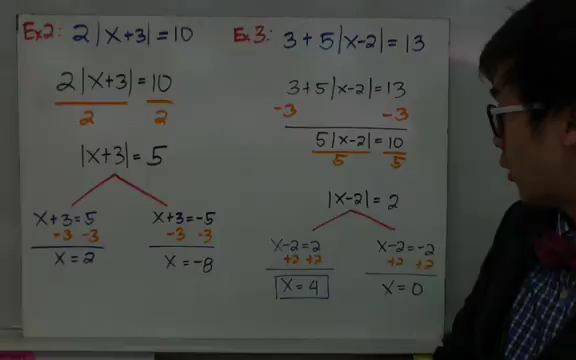 Ex2: 2|x+3| = 10
2|x+3| = 10
2 2
|x+3| = 5
x+3=5 x+3=-5
-3 -3 -3 -3
x = 2 x = -8
Ex.3: 3+5|x-2| = 13
3+5|x-2| = 13
-3 -3
5|x-2| = 10
5 5
|x-2| = 2
x-2=2 x-2=-2
+2 +2 +2 +2
x = 4 x = 0